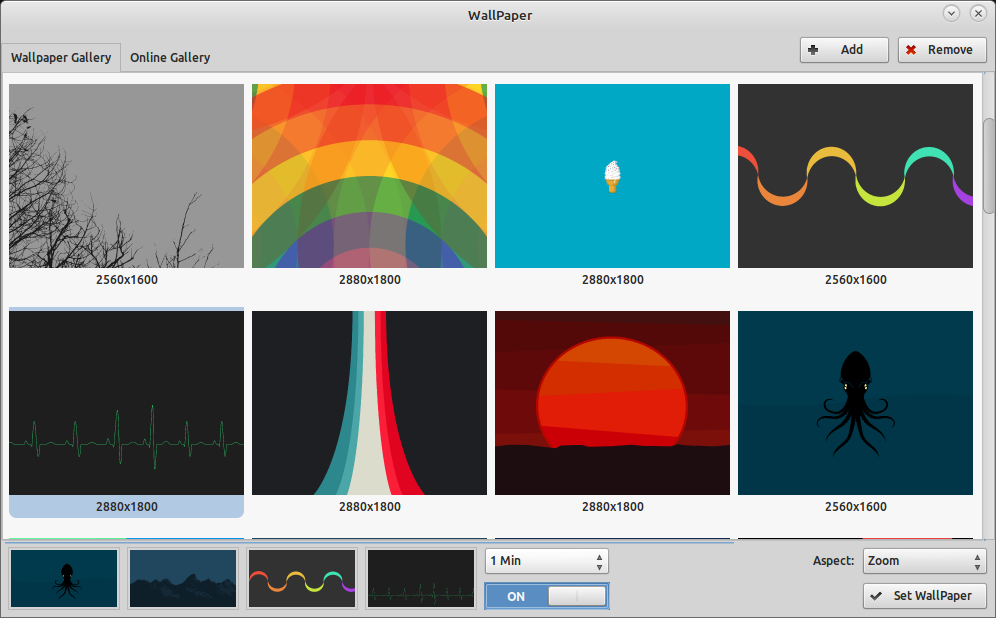 WallPaper
Wallpaper Gallery
Online Gallery
Add
Remove
2560x1600
2880x1800
2880x1800
2560x1600
2880x1800
2880x1800
2880x1800
2560x1600
1 Min
Aspect:
Zoom
ON
Set WallPaper